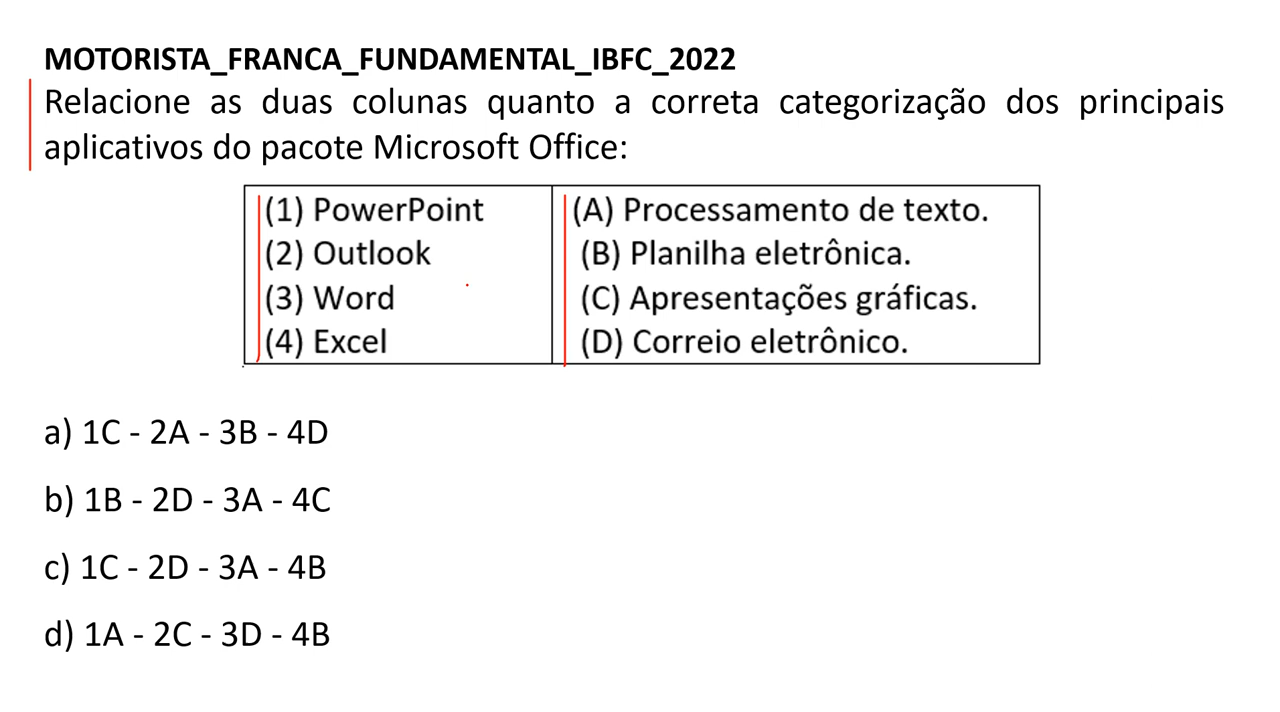 MOTORISTA_FRANCA_FUNDAMENTAL_IBFC_2022
Relacione as duas colunas quanto a correta categorização dos principais
aplicativos do pacote Microsoft Office:
(1) PowerPoint (A) Processamento de texto.
(2) Outlook (B) Planilha eletrônica.
(3) Word (C) Apresentações gráficas.
(4) Excel (D) Correio eletrônico.
a) 1C - 2A - 3B - 4D
b) 1B - 2D - 3A - 4C
c) 1C - 2D - 3A - 4B
d) 1A - 2C - 3D - 4B